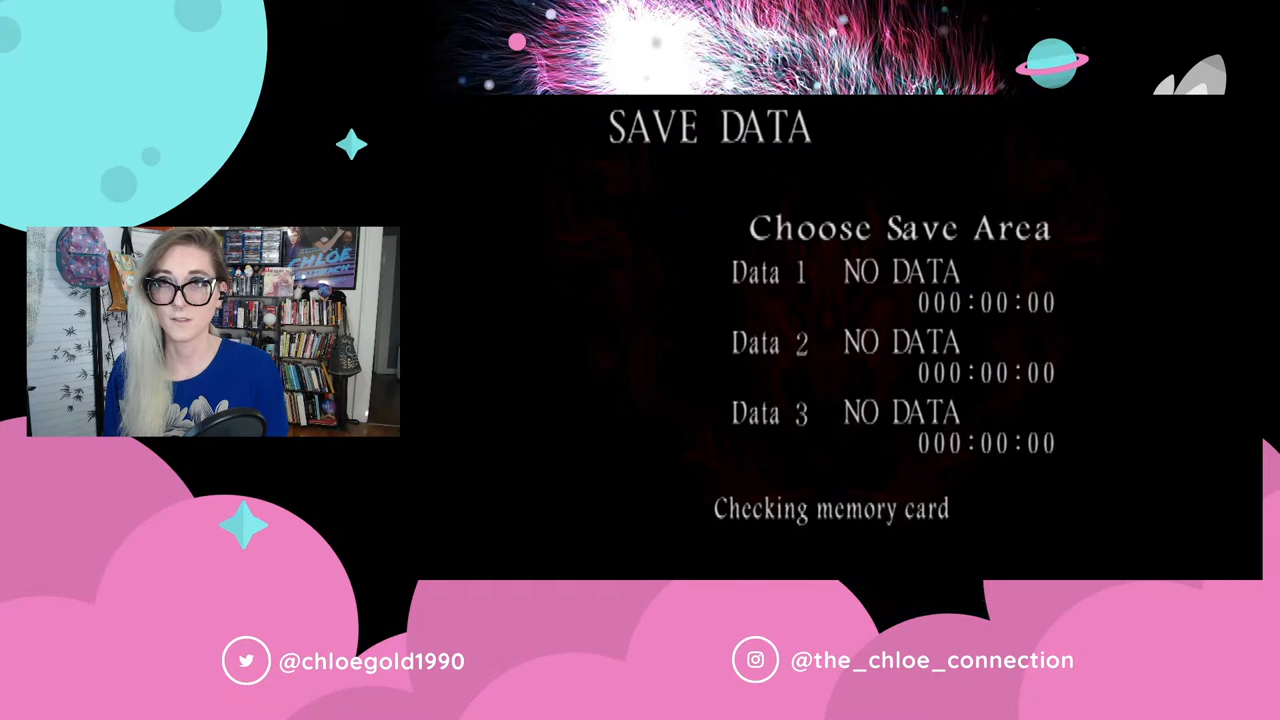 SAVE DATA
Choose Save Area
Data 1 NO DATA
000:00:00
Data 2 NO DATA
000:00:00
Data 3 NO DATA
000:00:00
Checking memory card
CHLOE
@chloegold1990
@the_chloe_connection